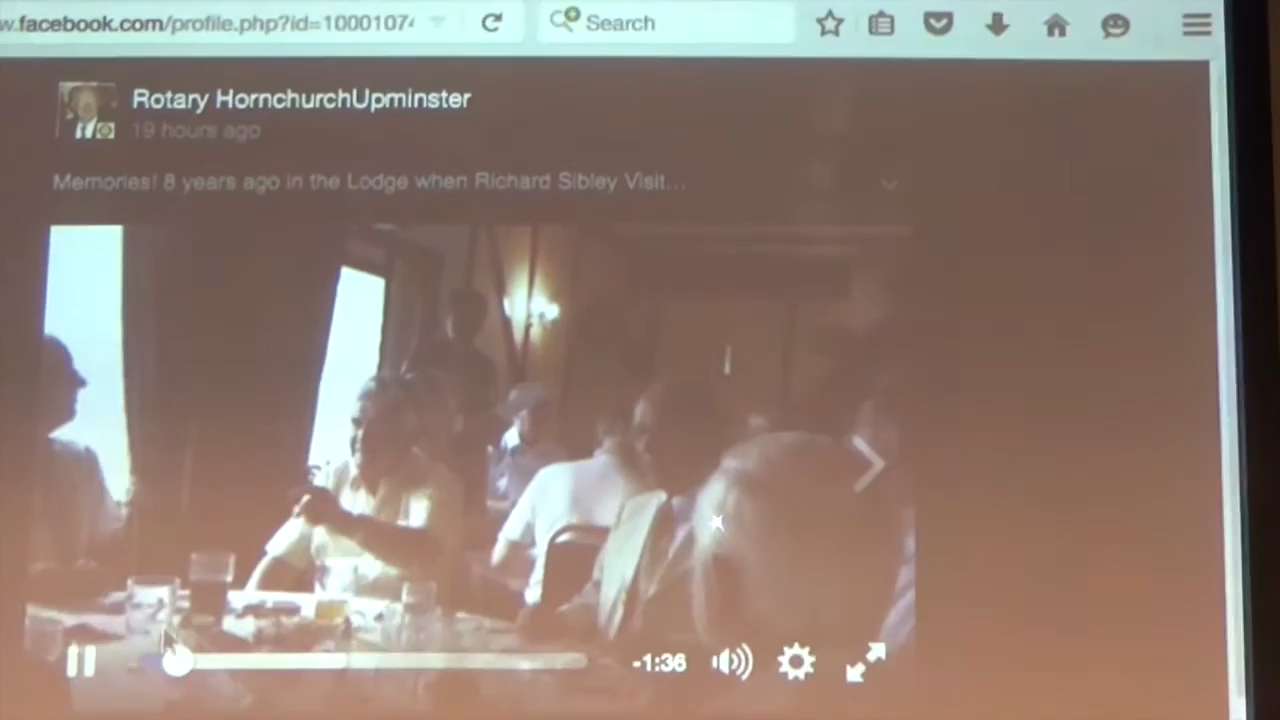 w.facebook.com/profile.php?id=1000107
Search
Rotary HornchurchUpminster
19 hours ago
Memories! 8 years ago in the Lodge when Richard Sibley Visit...
-1:36